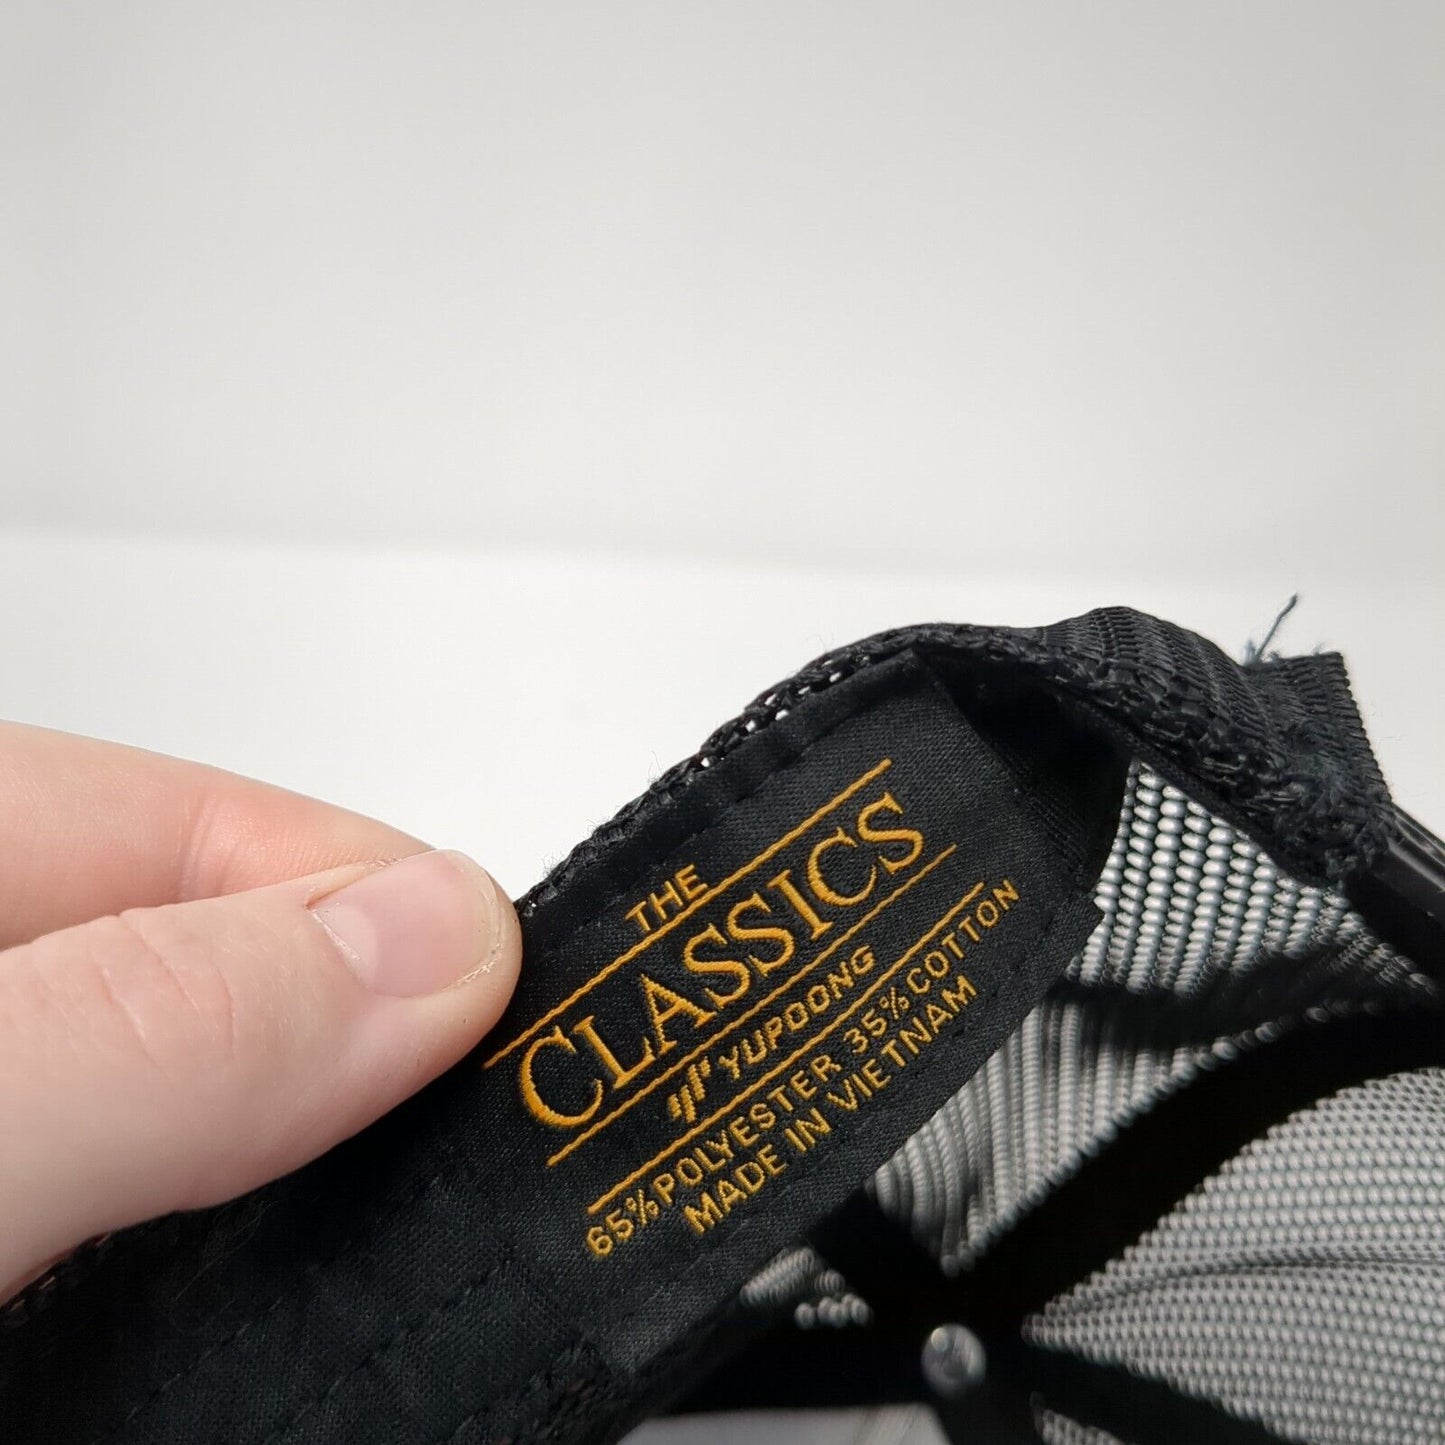 THE
CLASSICS
YUPOONG
65% POLYESTER 35% COTTON
MADE IN VIETNAM